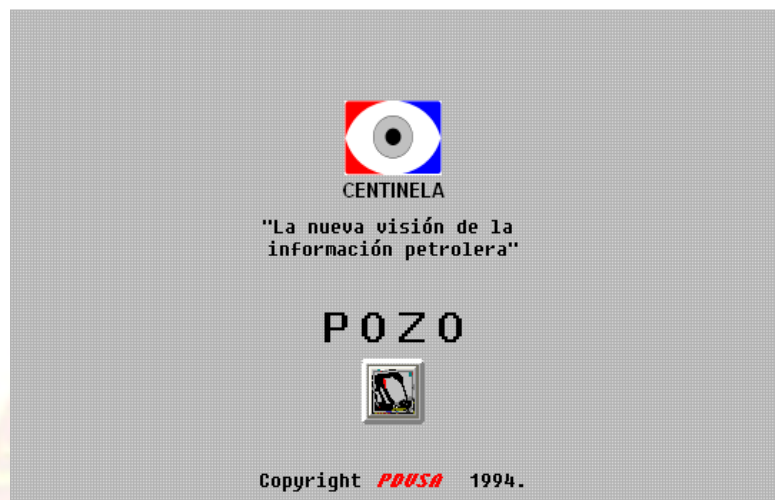 CENTINELA
"La nueva visión de la
información petrolera"
POZO
Copyright PDVSA 1994.